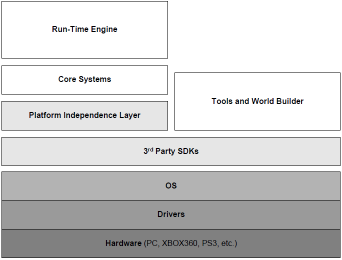 Run-Time Engine
Core Systems
Tools and World Builder
Platform Independence Layer
3rd Party SDKs
OS
Drivers
Hardware (PC, XBOX360, PS3, etc.)